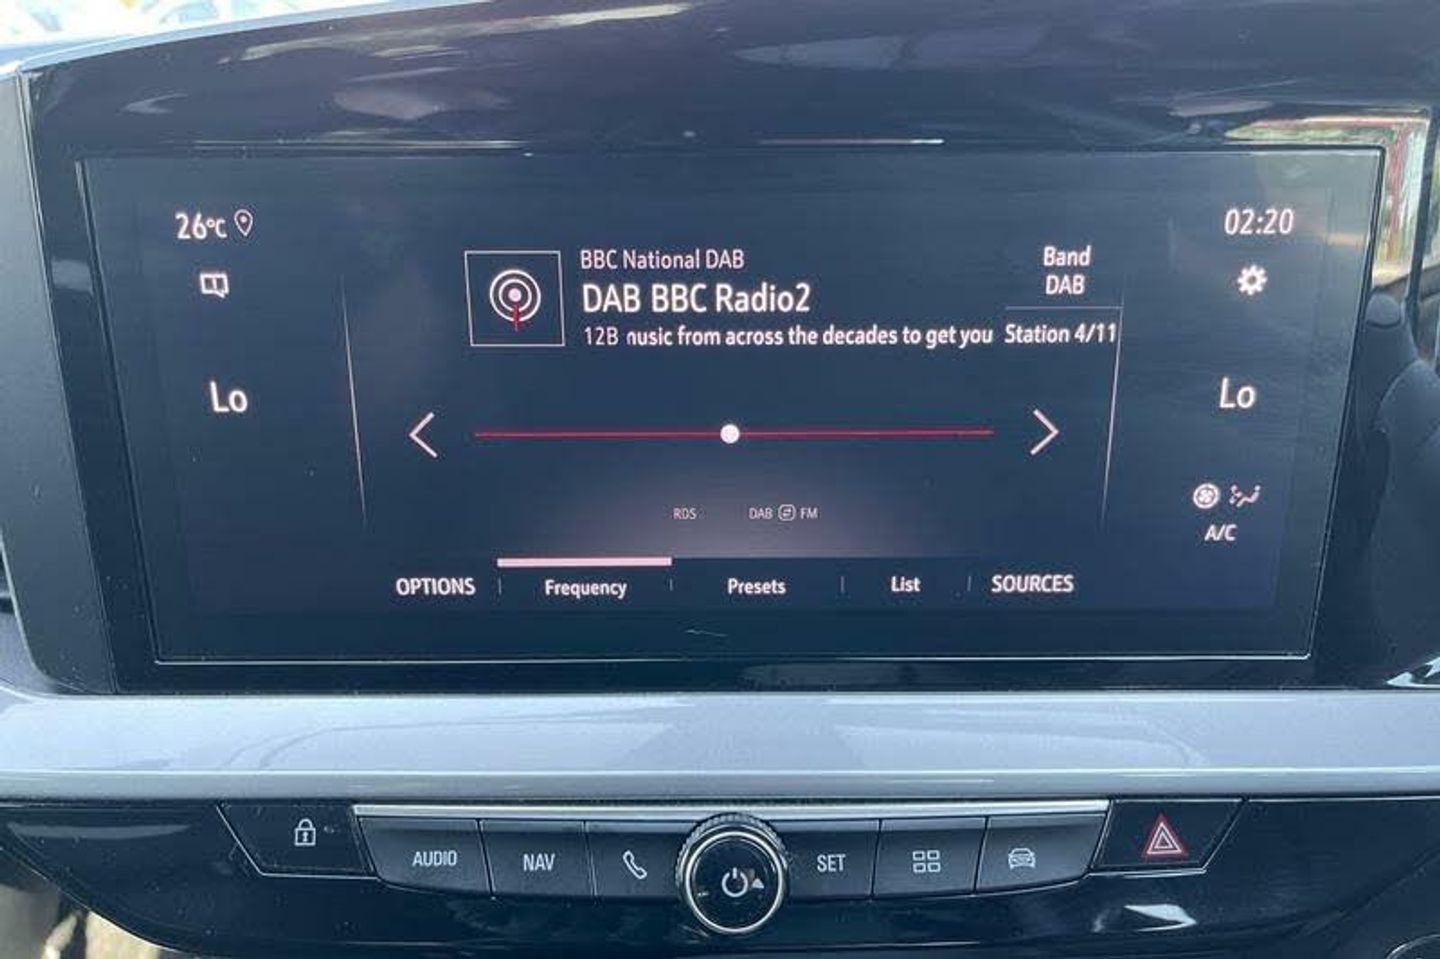 26°C
02:20
BBC National DAB
DAB BBC Radio2
12B music from across the decades to get you
Band
DAB
Station 4/11
Lo
Lo
RDS
DAB FM
A/C
OPTIONS
Frequency
Presets
List
SOURCES
AUDIO
NAV
SET